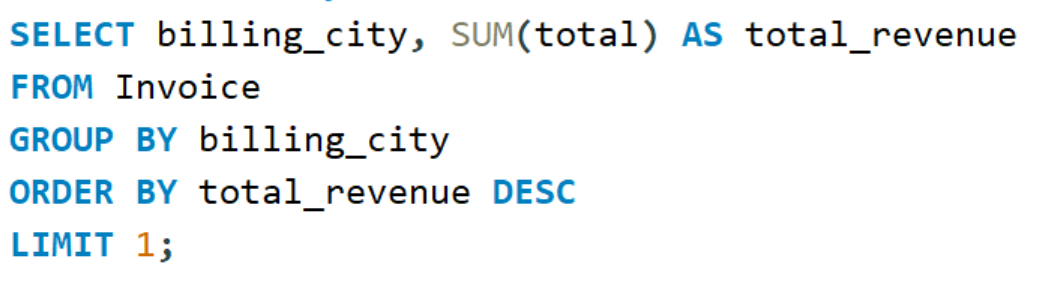 SELECT billing_city, SUM(total) AS total_revenue
FROM Invoice
GROUP BY billing_city
ORDER BY total_revenue DESC
LIMIT 1;